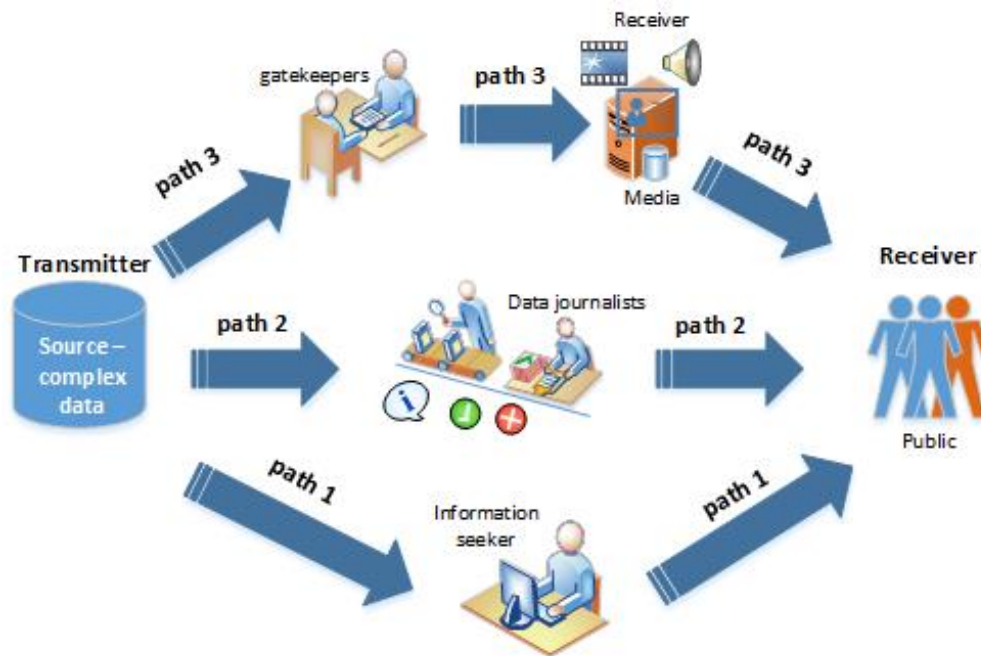 Receiver
gatekeepers
path 3
path 3
path 3
Media
Transmitter
Receiver
Source –
complex
data
path 2
Data journalists
path 2
i
Public
path 1
path 1
Information
seeker